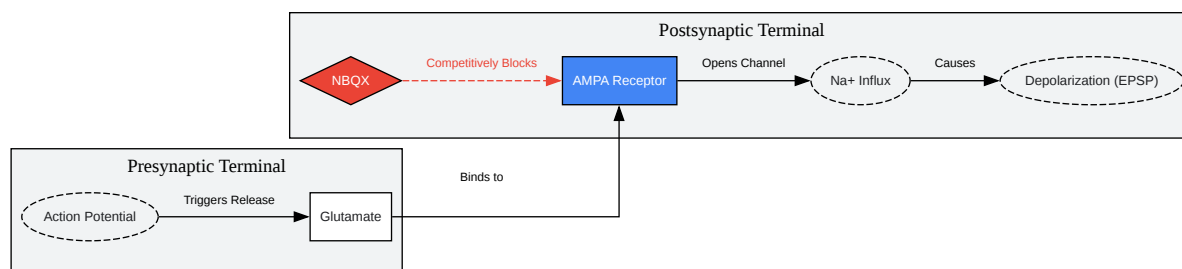 Postsynaptic Terminal
NBQX
Competitively Blocks
AMPA Receptor
Opens Channel
Na+ Influx
Causes
Depolarization (EPSP)
Presynaptic Terminal
Action Potential
Triggers Release
Glutamate
Binds to